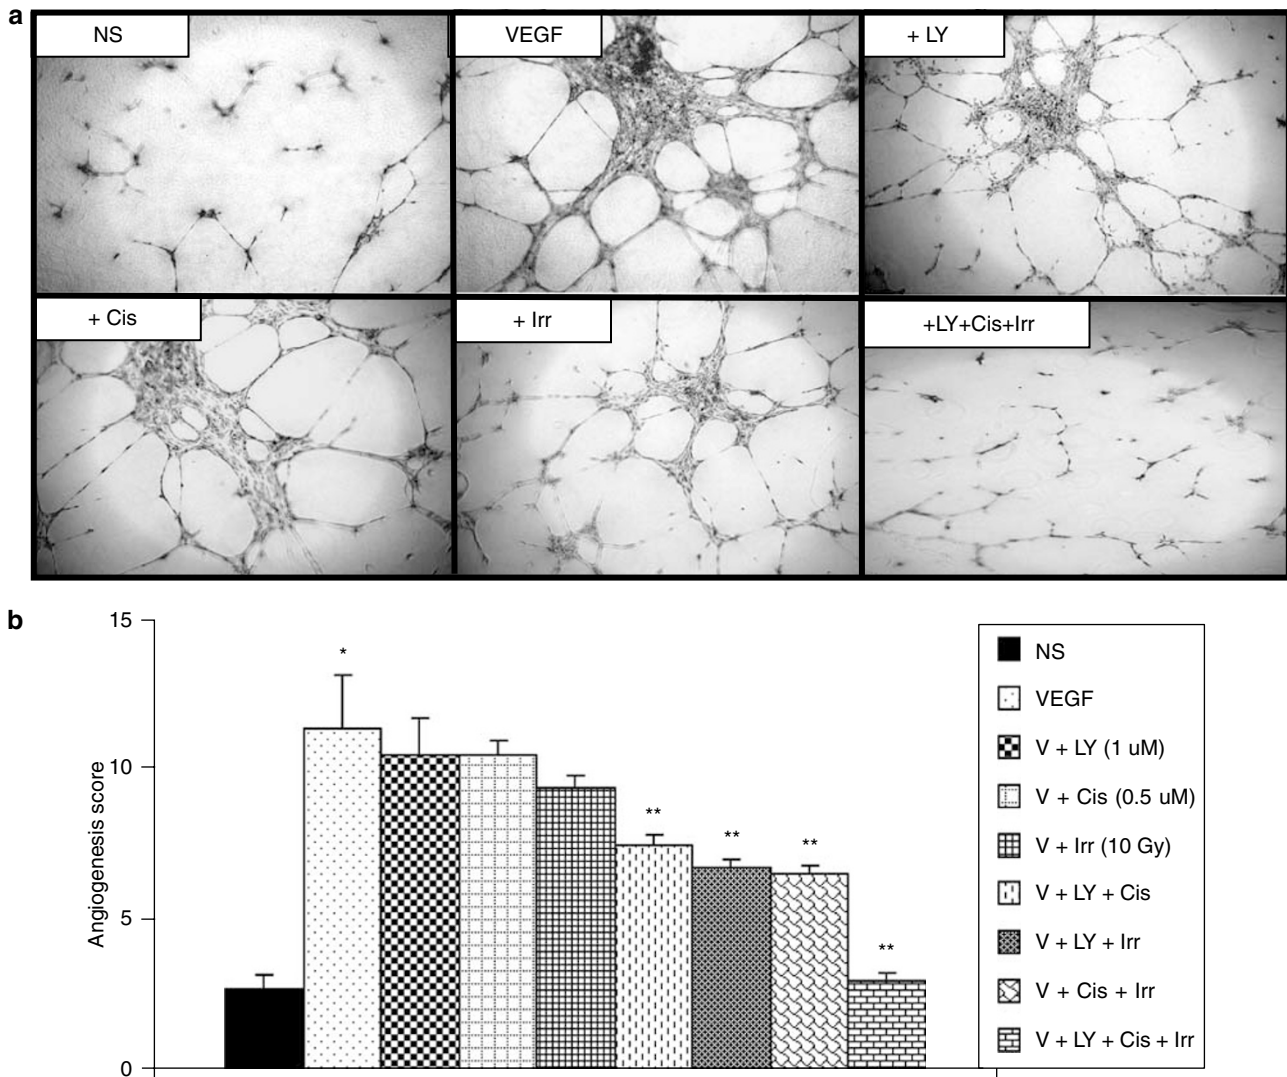 a
NS
VEGF
+ LY
+ Cis
+ Irr
+LY+Cis+Irr
b
Angiogenesis score
15
10
5
0
*
**
**
**
**
NS
VEGF
V + LY (1 uM)
V + Cis (0.5 uM)
V + Irr (10 Gy)
V + LY + Cis
V + LY + Irr
V + Cis + Irr
V + LY + Cis + Irr